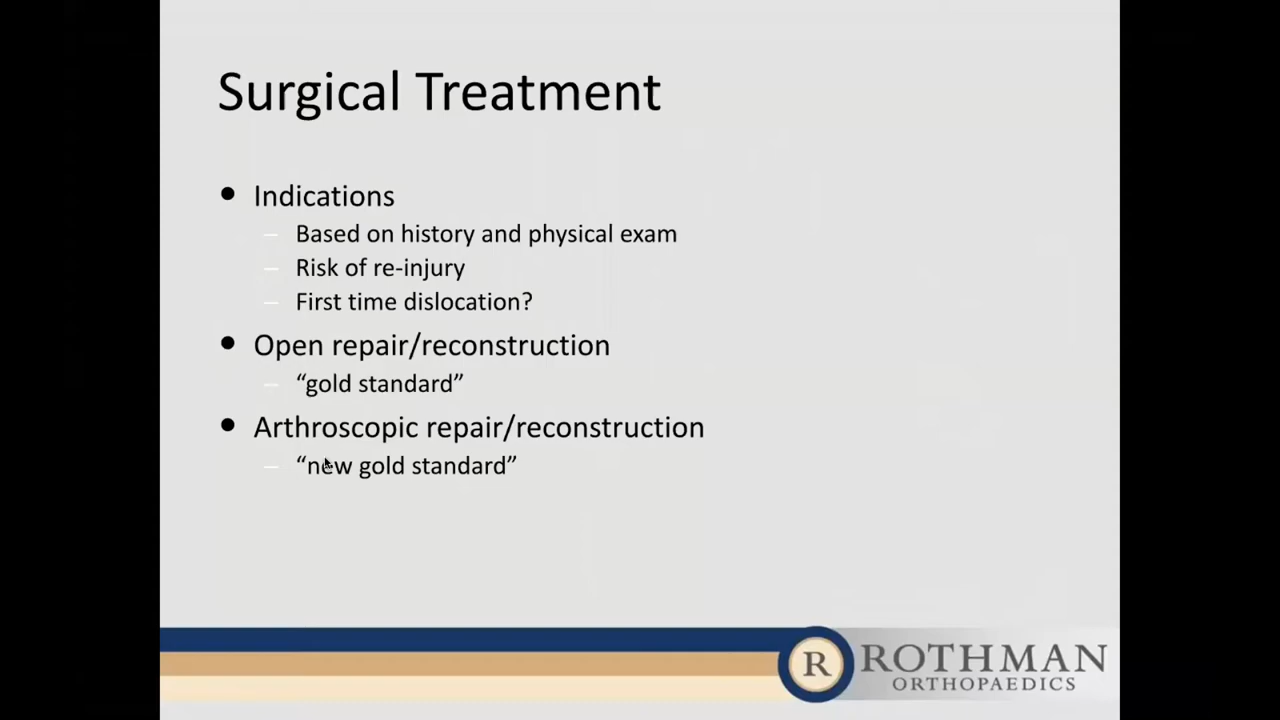 Surgical Treatment
• Indications
– Based on history and physical exam
– Risk of re-injury
– First time dislocation?
• Open repair/reconstruction
– “gold standard”
• Arthroscopic repair/reconstruction
– “new gold standard”
R ROTHMAN
ORTHOPAEDICS